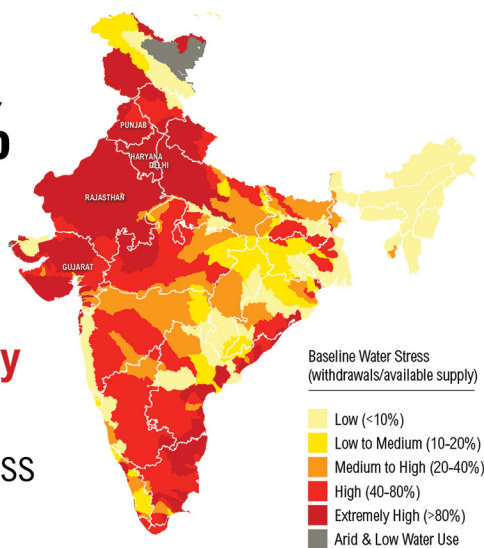 %
PUNJAB
HARYANA
DELHI
RAJASTHAN
GUJARAT
y
ss
Baseline Water Stress
(withdrawals/available supply)
Low (<10%)
Low to Medium (10-20%)
Medium to High (20-40%)
High (40-80%)
Extremely High (>80%)
Arid & Low Water Use